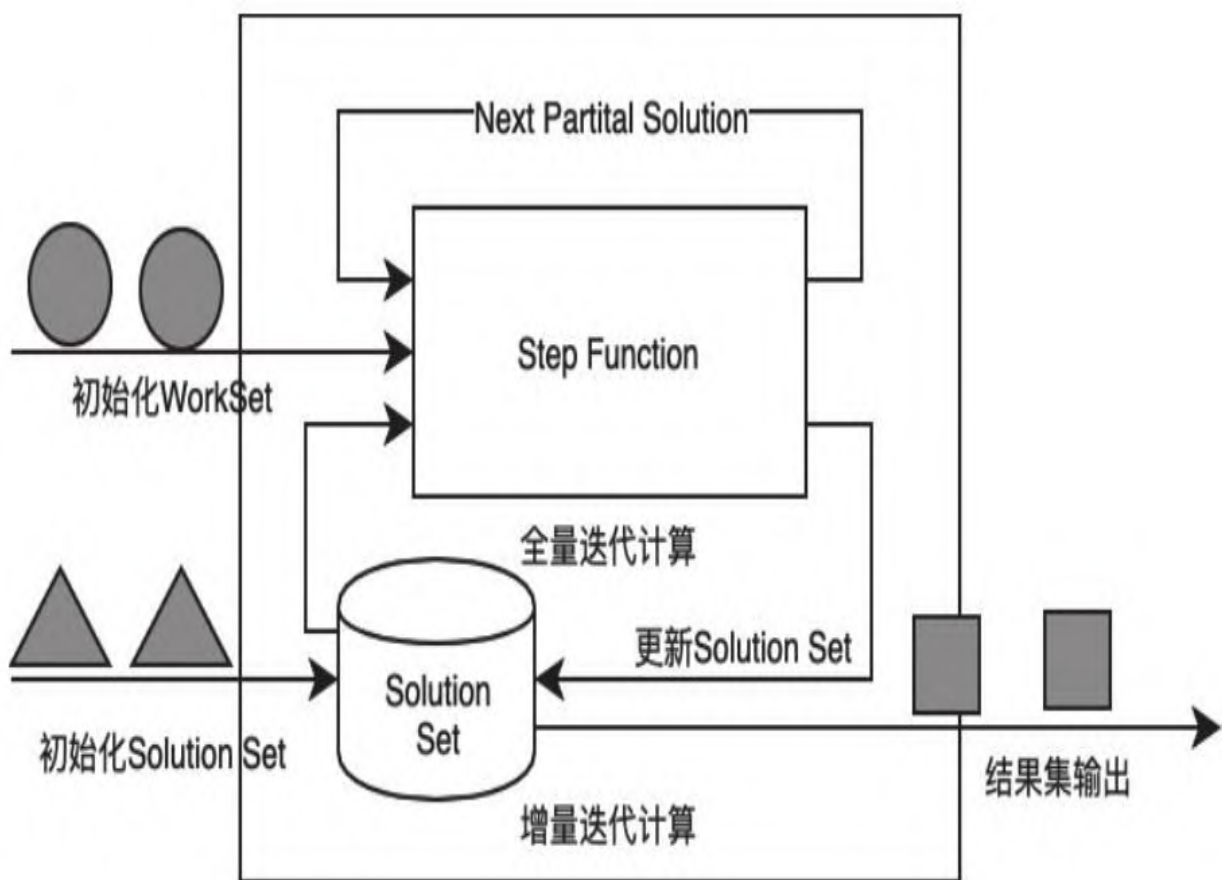 Next Partital Solution
Step Function
初始化WorkSet
全量迭代计算
更新Solution Set
Solution
Set
初始化Solution Set
结果集输出
增量迭代计算